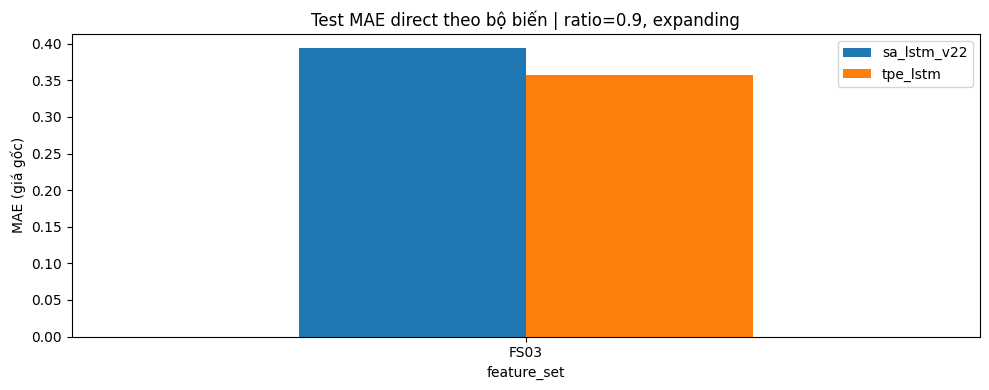 Test MAE direct theo bộ biến | ratio=0.9, expanding
sa_lstm_v22
tpe_lstm
MAE (giá gốc)
0.40
0.35
0.30
0.25
0.20
0.15
0.10
0.05
0.00
FS03
feature_set